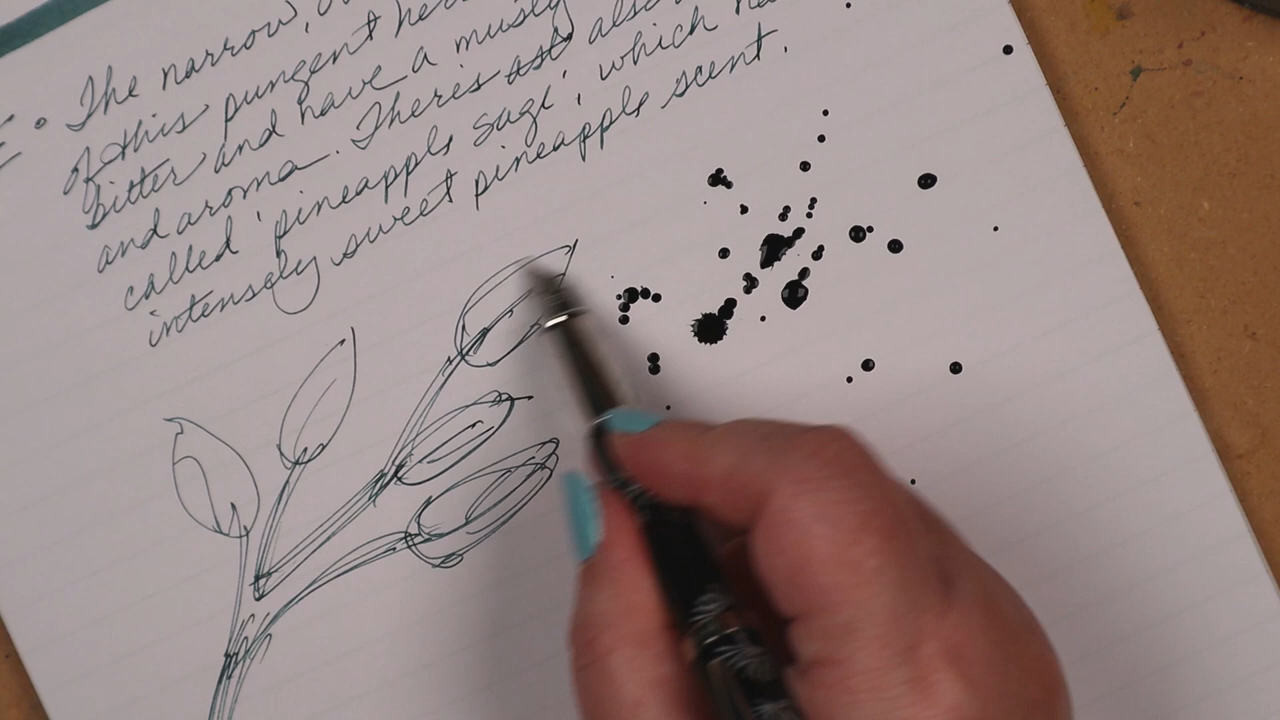 The narrow,
of this pungent
bitter and have a musty
and aroma. There's ast also
called 'pineapple sage', which
intensely sweet pineapple scent.